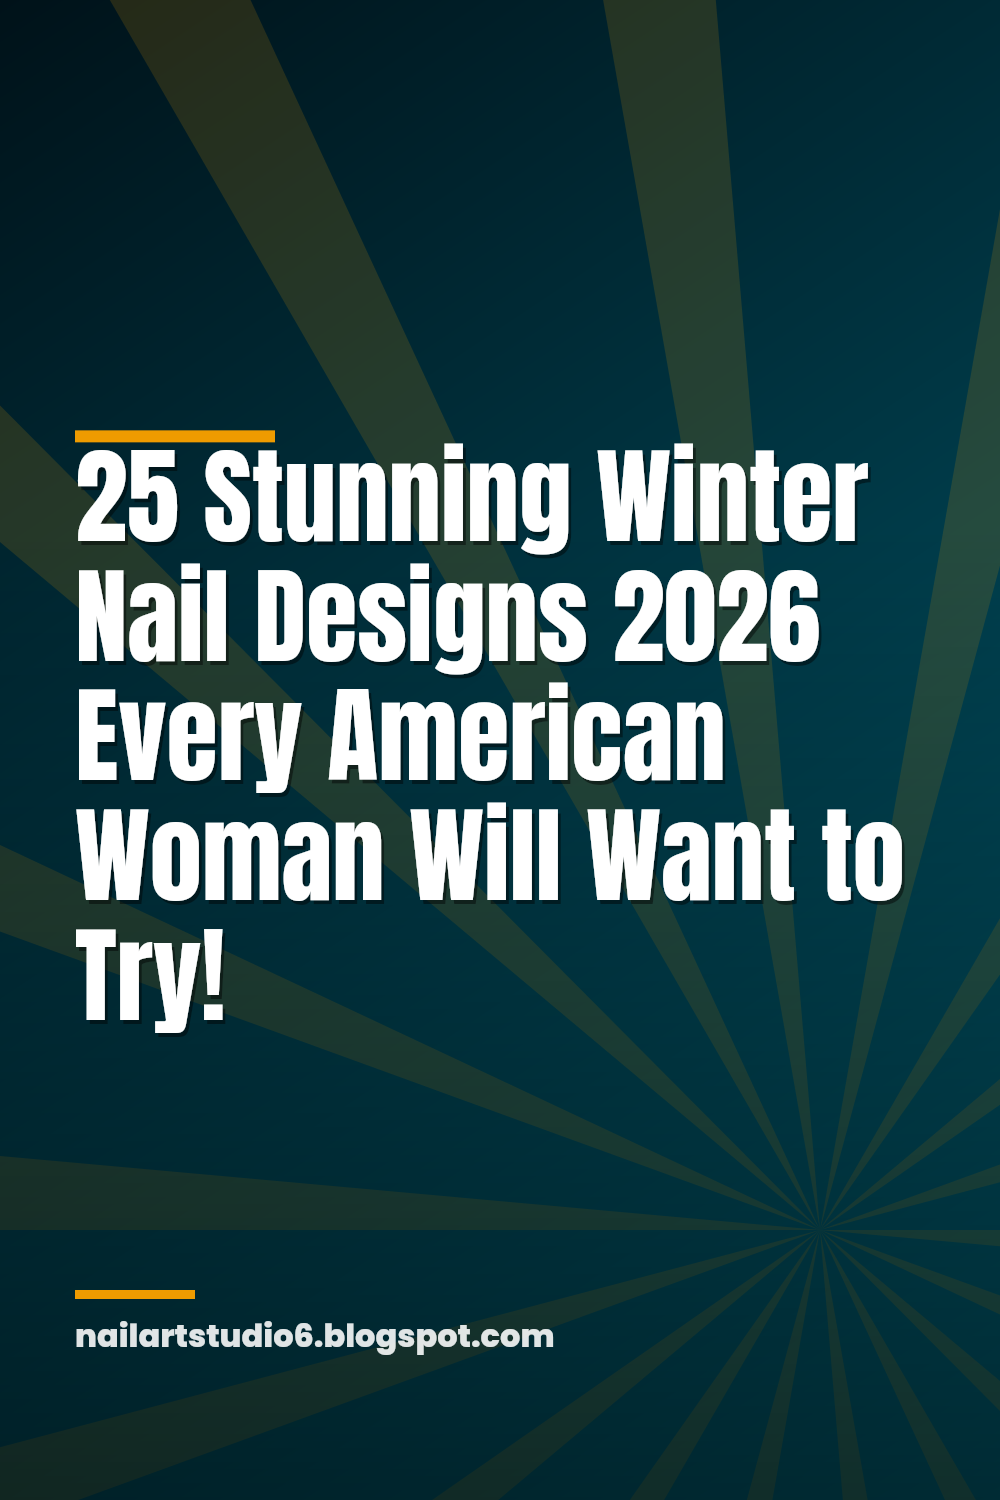 25 Stunning Winter
Nail Designs 2026
Every American
Woman Will Want to
Try!
nailartstudio6.blogspot.com